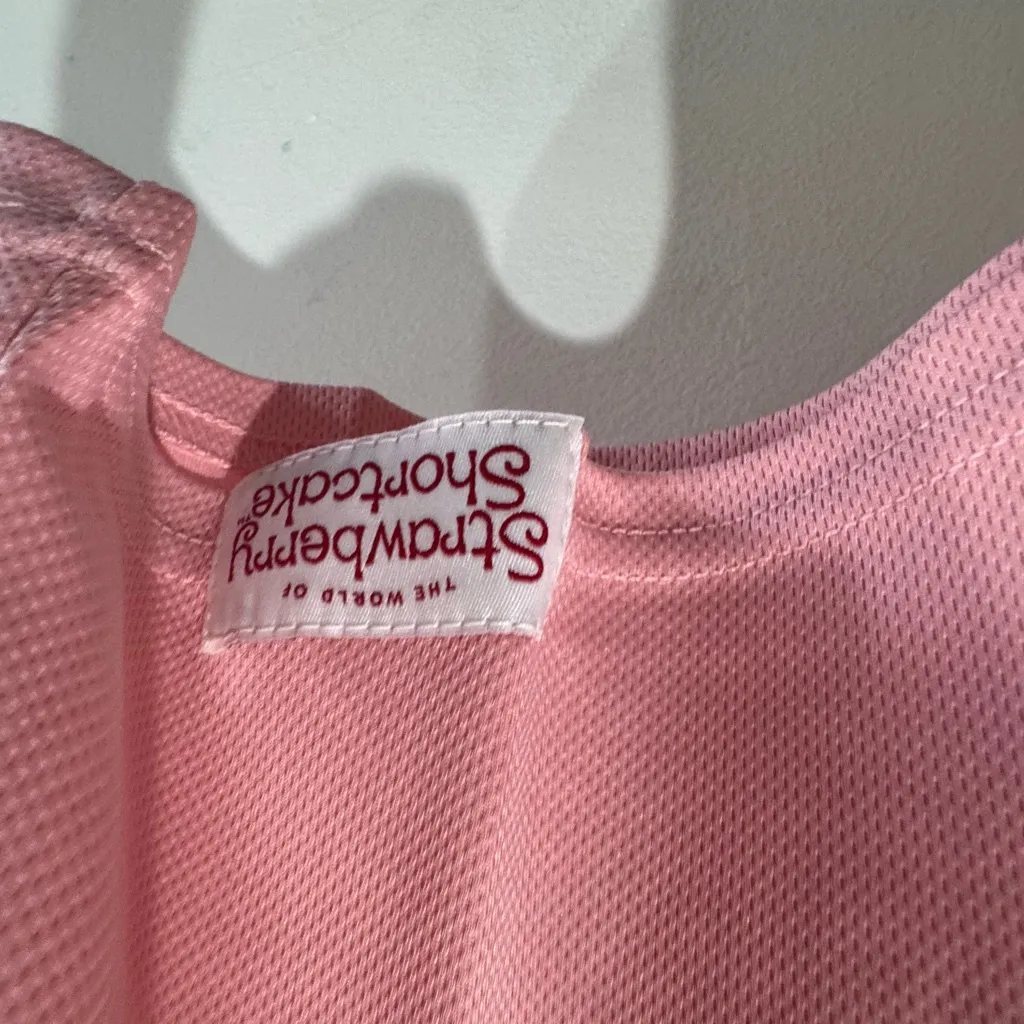 THE WORLD OF
Strawberry
Shortcake™